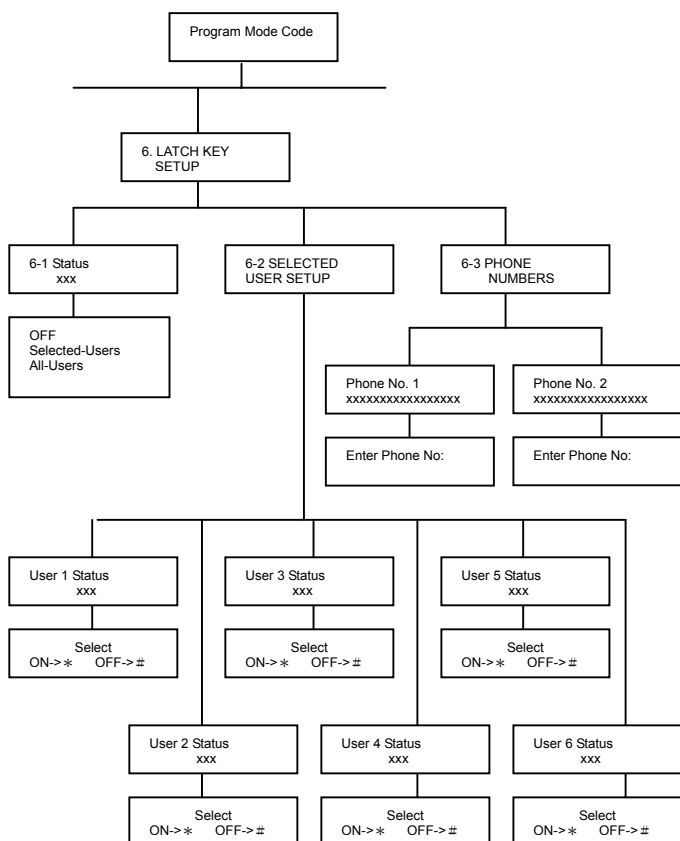 Program Mode Code
6. LATCH KEY
SETUP
6-1 Status
xxx
6-2 SELECTED
USER SETUP
6-3 PHONE
NUMBERS
OFF
Selected-Users
All-Users
Phone No. 1
xxxxxxxxxxxxxxxxx
Phone No. 2
xxxxxxxxxxxxxxxxx
Enter Phone No:
Enter Phone No:
User 1 Status
xxx
User 3 Status
xxx
User 5 Status
xxx
Select
ON->* OFF->#
Select
ON->* OFF->#
Select
ON->* OFF->#
User 2 Status
xxx
User 4 Status
xxx
User 6 Status
xxx
Select
ON->* OFF->#
Select
ON->* OFF->#
Select
ON->* OFF->#